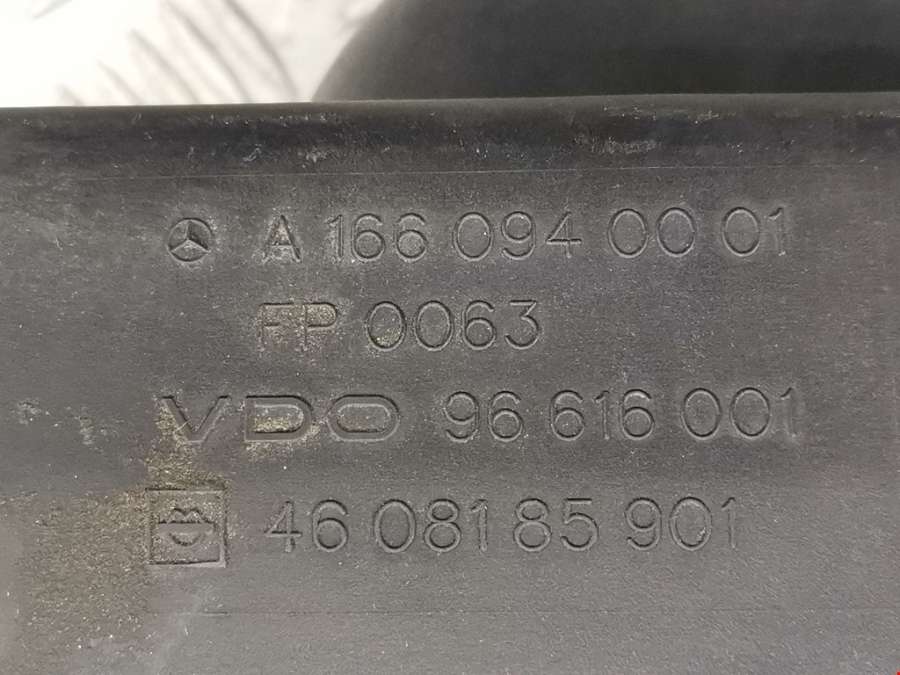 A 166 094 00 01
FP 0063
VDO 96 616 001
46 081 85 901